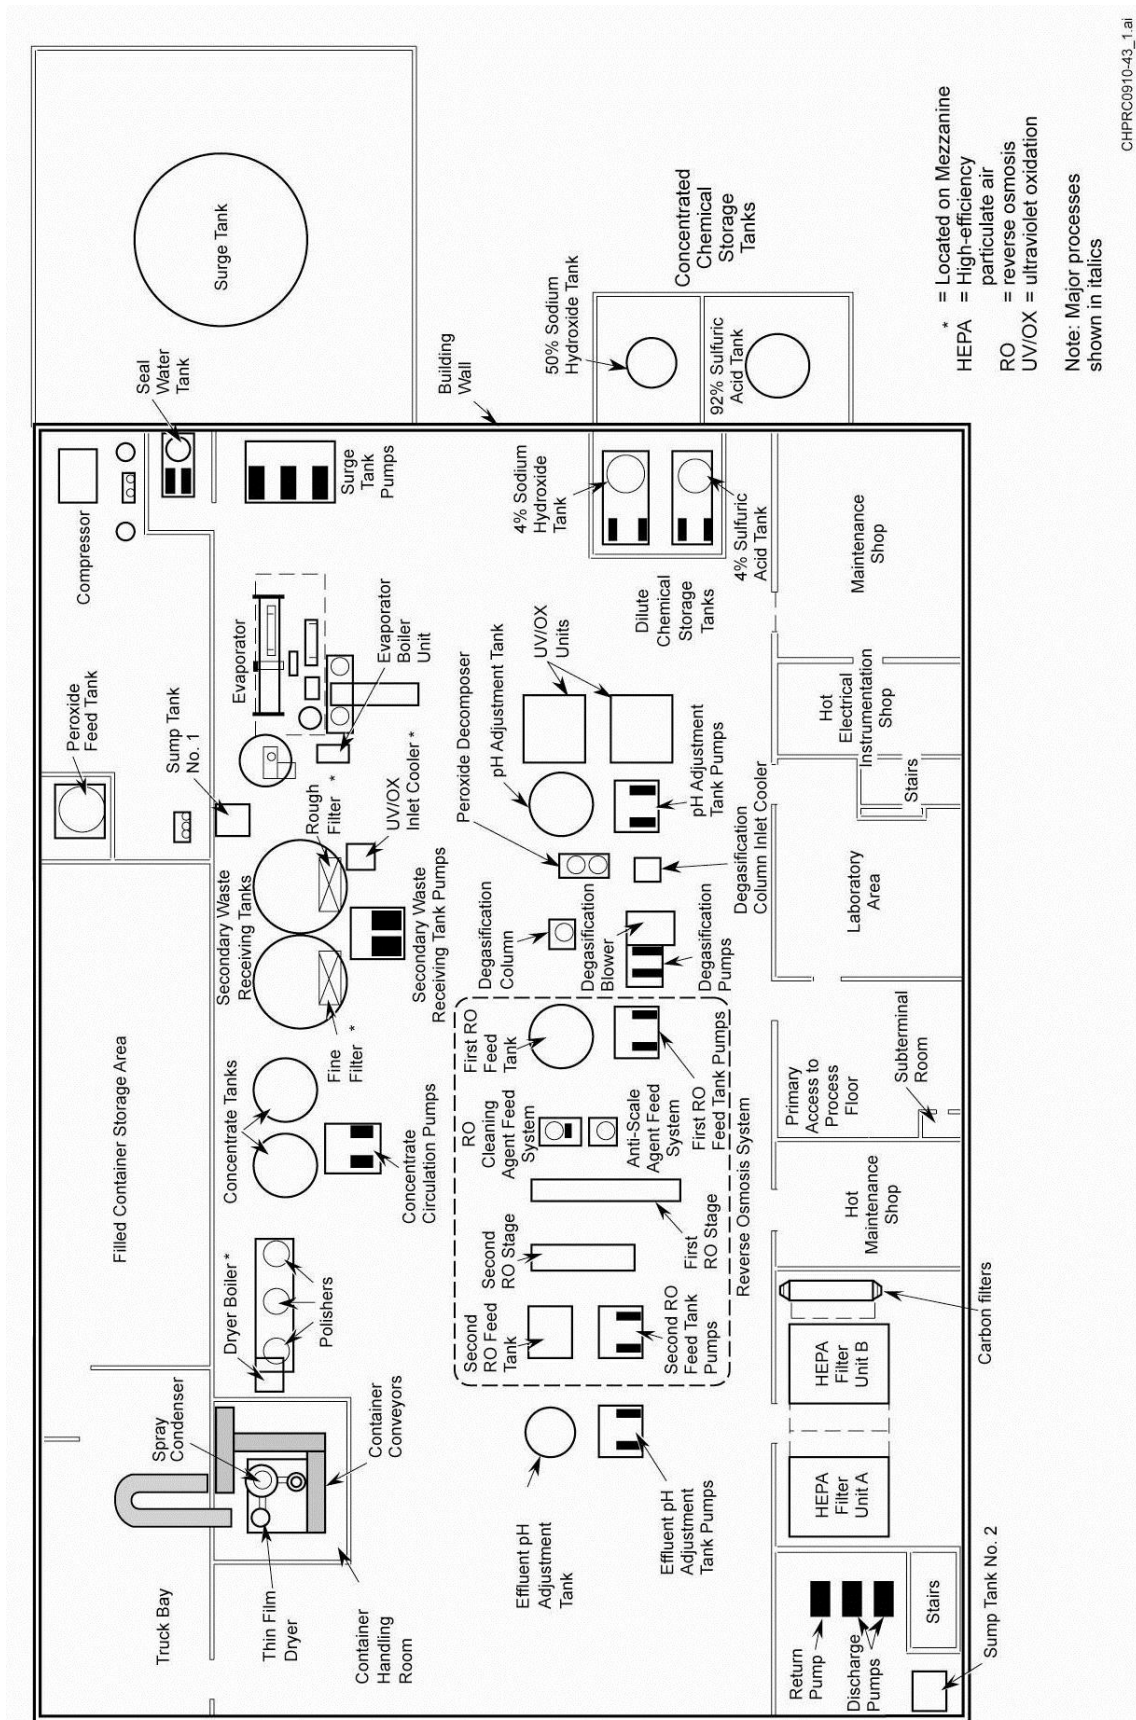 Truck Bay
Filled Container Storage Area
Peroxide
Feed Tank
Compressor
Seal
Water
Tank
Surge Tank
Sump Tank
No. 1
Spray
Condenser
Thin Film
Dryer
Container
Handling
Room
Container
Conveyors
Dryer Boiler *
Polishers
Concentrate Tanks
Concentrate
Circulation Pumps
Secondary Waste
Receiving Tanks
Fine
Filter *
Rough
Filter *
Secondary Waste
Receiving Tank Pumps
UV/OX
Inlet Cooler *
Evaporator
Evaporator
Boiler
Unit
Surge
Tank
Pumps
Building
Wall
Effluent pH
Adjustment
Tank
Effluent pH
Adjustment
Tank Pumps
Second
RO Feed
Tank
Second RO
Feed Tank
Pumps
Second
RO Stage
First
RO Stage
RO
Cleaning
Agent Feed
System
Anti-Scale
Agent Feed
System
First RO
Feed
Tank
First RO
Feed Tank Pumps
Reverse Osmosis System
Degasification
Column
Degasification
Blower
Degasification
Pumps
Peroxide Decomposer
Degasification
Column Inlet Cooler
pH Adjustment Tank
pH Adjustment
Tank Pumps
UV/OX
Units
4% Sodium
Hydroxide
Tank
4% Sulfuric
Acid Tank
Dilute
Chemical
Storage
Tanks
50% Sodium
Hydroxide Tank
92% Sulfuric
Acid Tank
Concentrated
Chemical
Storage
Tanks
Return
Pump
Discharge
Pumps
Stairs
Sump Tank No. 2
HEPA
Filter
Unit A
HEPA
Filter
Unit B
Carbon filters
Hot
Maintenance
Shop
Primary
Access to
Process
Floor
Subterminal
Room
Laboratory
Area
Stairs
Hot
Electrical
Instrumentation
Shop
Maintenance
Shop
* = Located on Mezzanine
HEPA = High-efficiency
particulate air
RO = reverse osmosis
UV/OX = ultraviolet oxidation
Note: Major processes
shown in italics
CHPRC0910-43_1.ai